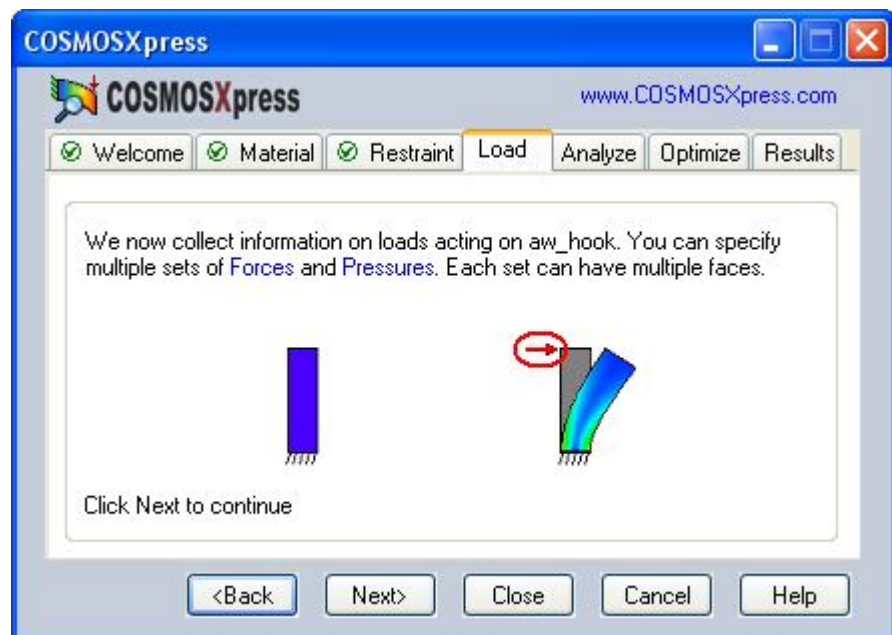 COSMOSXpress
COSMOSXpress www.COSMOSXpress.com
Welcome Material Restraint Load Analyze Optimize Results
We now collect information on loads acting on aw_hook. You can specify
multiple sets of Forces and Pressures. Each set can have multiple faces.
Click Next to continue
<Back Next> Close Cancel Help